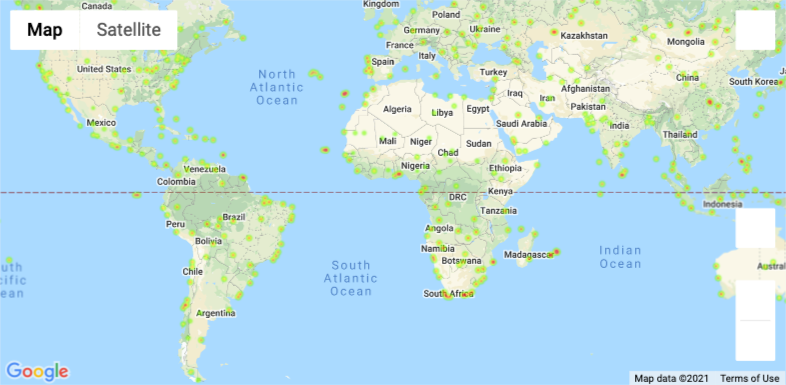 Canada
Kingdom
Map
Satellite
Poland
Germany
Ukraine
Kazakhstan
Mongolia
France
Italy
Spain
United States
North
Atlantic
Ocean
Turkey
China
South Korea
Iraq
Iran
Afghanistan
Pakistan
Algeria
Libya
Egypt
Saudi Arabia
India
Mexico
Mali
Niger
Chad
Sudan
Thailand
Nigeria
Ethiopia
Venezuela
Colombia
DRC
Kenya
Indonesia
Tanzania
Peru
Brazil
Angola
Bolivia
Namibia
Botswana
Madagascar
Indian
Ocean
South
Atlantic
Ocean
Chile
South Africa
Argentina
Google
Map data ©2021
Terms of Use